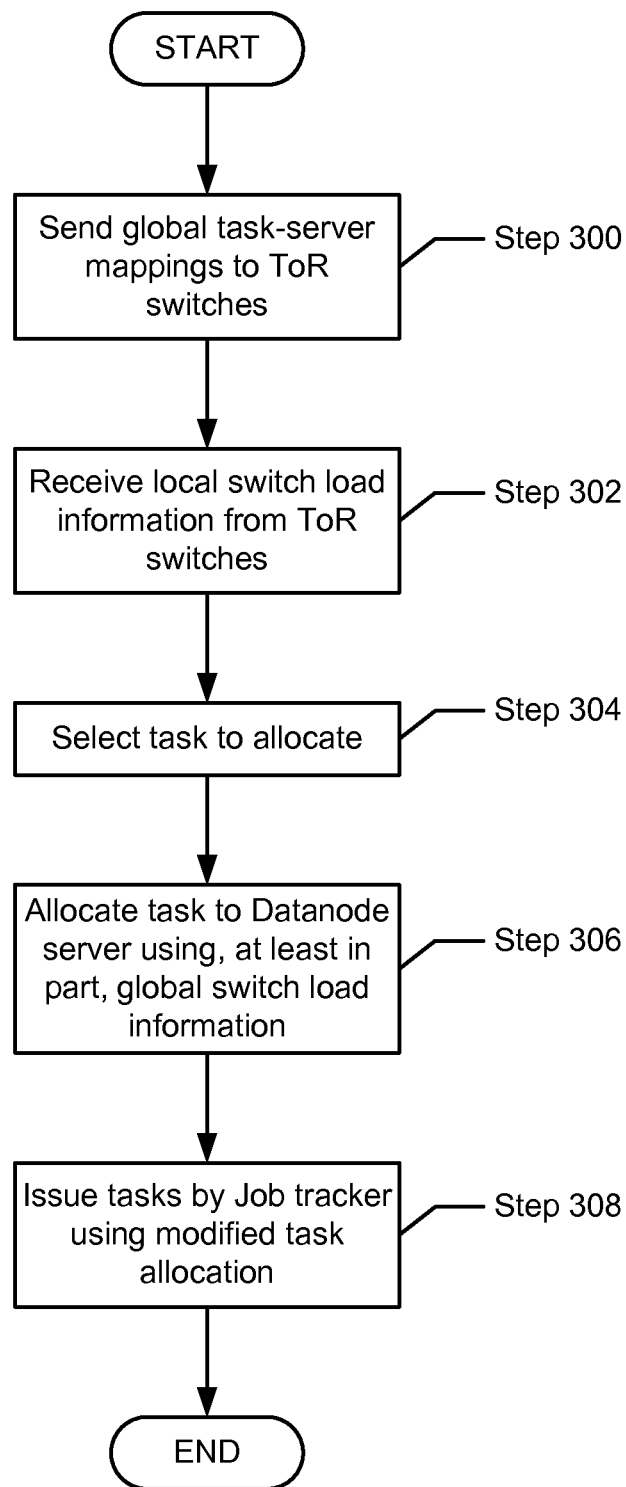 START
Send global task-server
mappings to ToR
switches
Step 300
Receive local switch load
information from ToR
switches
Step 302
Select task to allocate
Step 304
Allocate task to Datanode
server using, at least in
part, global switch load
information
Step 306
Issue tasks by Job tracker
using modified task
allocation
Step 308
END